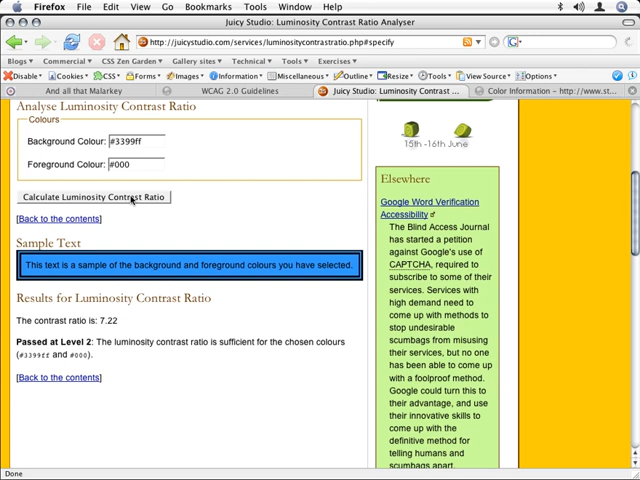 Firefox File Edit View Go Bookmarks Tools Window Help
Juicy Studio: Luminosity Contrast Ratio Analyser
http://juicystudio.com/services/luminositycontrastratio.php#specify
Blogs Commercial CSS Zen Garden Gallery sites Technical Tools Exercises
Disable Cookies CSS Forms Images Information Miscellaneous Outline Resize Tools View Source Options
And all that Malarkey WCAG 2.0 Guidelines Juicy Studio: Luminosity Contrast ... Color Information - http://www.st...
Analyse Luminosity Contrast Ratio
Colours
Background Colour: #3399ff
Foreground Colour: #000
Calculate Luminosity Contrast Ratio
[Back to the contents]
Sample Text
This text is a sample of the background and foreground colours you have selected.
Results for Luminosity Contrast Ratio
The contrast ratio is: 7.22
Passed at Level 2: The luminosity contrast ratio is sufficient for the chosen colours
(#3399ff and #000).
[Back to the contents]
15th -16th June
Elsewhere
Google Word Verification
Accessibility
The Blind Access Journal
has started a petition
against Google's use of
CAPTCHA, required to
subscribe to some of their
services. Services with
high demand need to
come up with methods to
stop undesirable
scumbags from misusing
their services, but no one
has been able to come up
with a foolproof method.
Google could turn this to
their advantage, and use
their innovative skills to
come up with the
definitive method for
telling humans and
scumbags apart.
Done